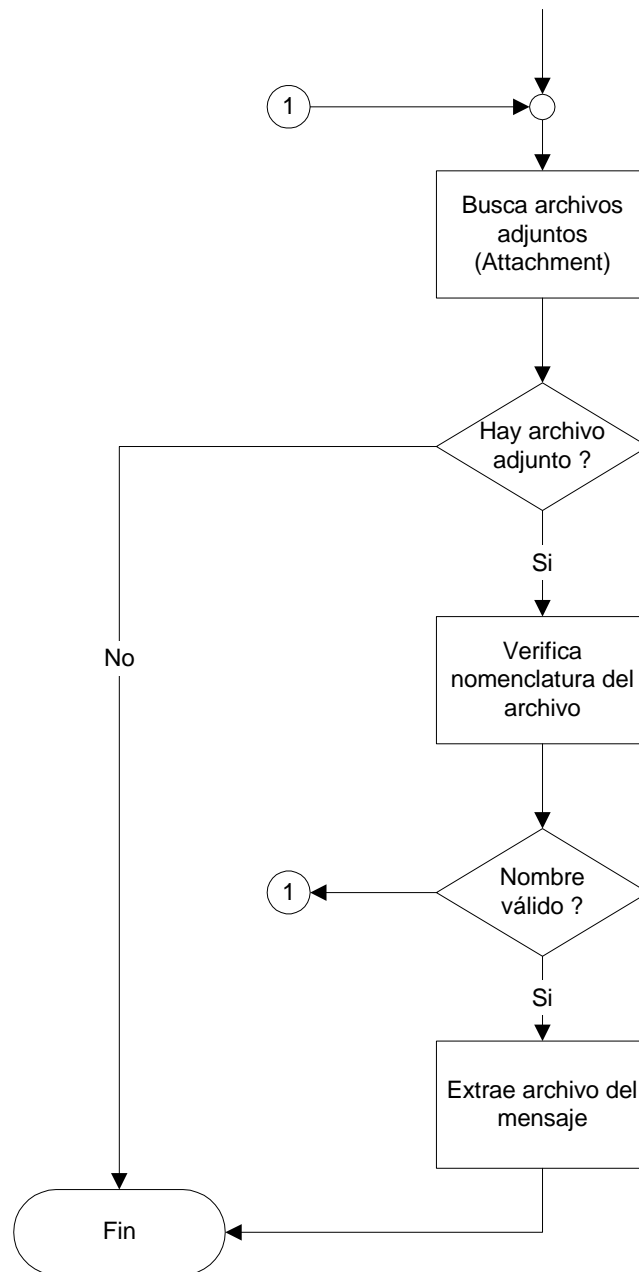 1
Busca archivos
adjuntos
(Attachment)
Hay archivo
adjunto ?
Si
No
Verifica
nomenclatura del
archivo
1
Nombre
válido ?
Si
Extrae archivo del
mensaje
Fin